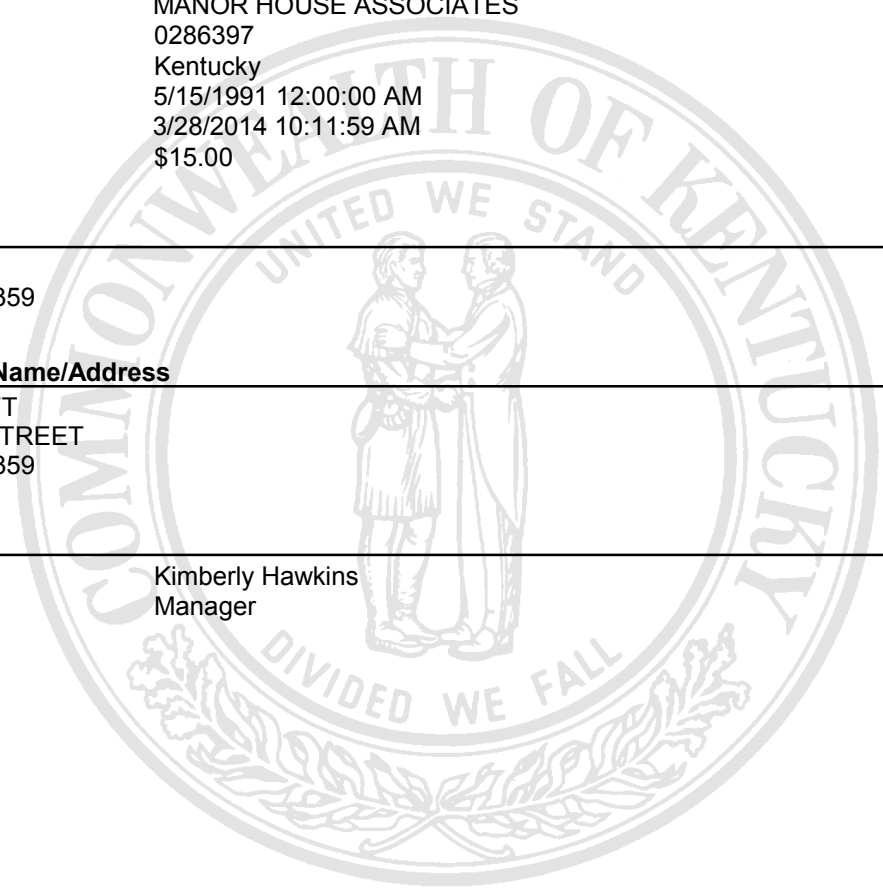 MANOR HOUSE ASSOCIATES
0286397
Kentucky
5/15/1991 12:00:00 AM
3/28/2014 10:11:59 AM
$15.00
359
Name/Address
TREET
359
Kimberly Hawkins
Manager
COMMONWEALTH OF KENTUCKY
UNITED WE STAND
DIVIDED WE FALL